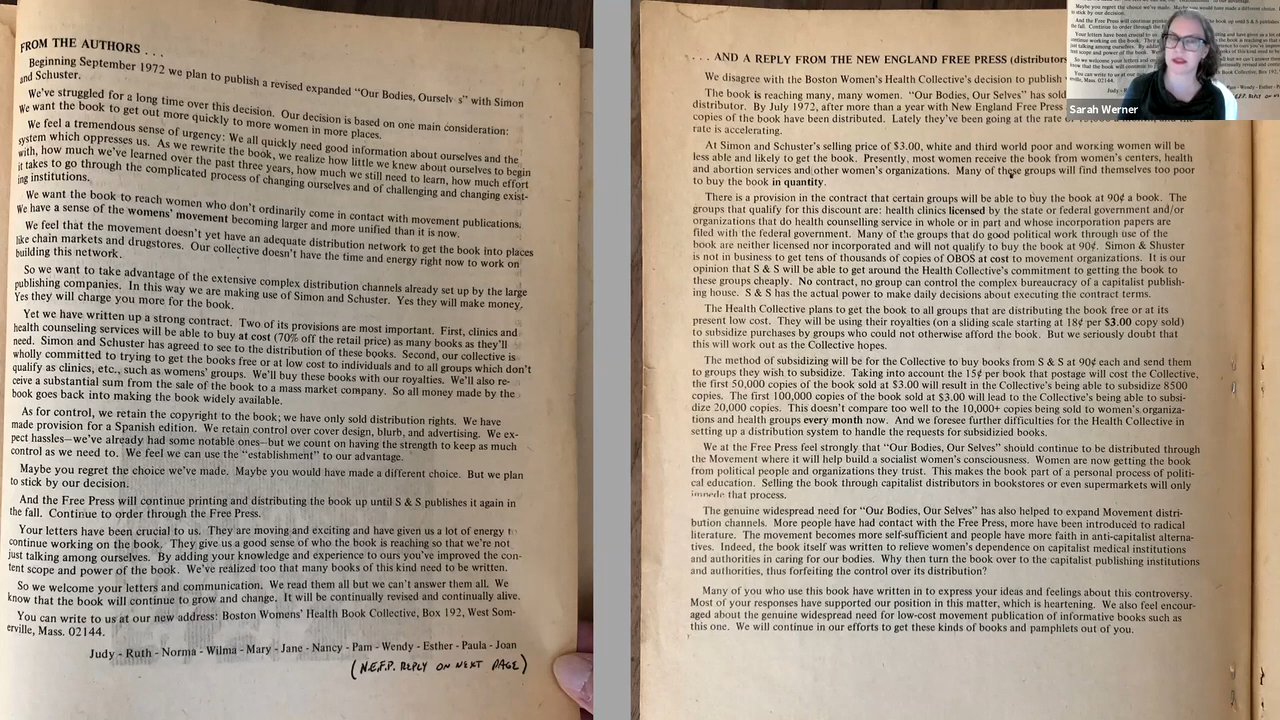 FROM THE AUTHORS . . .
Beginning September 1972 we plan to publish a revised expanded “Our Bodies, Ourselv s” with Simon
and Schuster.
We've struggled for a long time over this decision. Our decision is based on one main consideration:
We want the book to get out more quickly to more women in more places.
We feel a tremendous sense of urgency: We all quickly need good information about ourselves and the
system which oppresses us. As we rewrite the book, we realize how little we knew about ourselves to begin
with, how much we've learned over the past three years, how much we still need to learn, how much effort
it takes to go through the complicated process of changing ourselves and of challenging and changing exist-
ing institutions.
We want the book to reach women who don't ordinarily come in contact with movement publications.
We have a sense of the womens' movement becoming larger and more unified than it is now.
We feel that the movement doesn't yet have an adequate distribution network to get the book into places
like chain markets and drugstores. Our collective doesn't have the time and energy right now to work on
building this network.
So we want to take advantage of the extensive complex distribution channels already set up by the large
publishing companies. In this way we are making use of Simon and Schuster. Yes they will make money.
Yes they will charge you more for the book.
Yet we have written up a strong contract. Two of its provisions are most important. First, clinics and
health counseling services will be able to buy at cost (70% off the retail price) as many books as they'll
need. Simon and Schuster has agreed to see to the distribution of these books. Second, our collective is
wholly committed to trying to get the books free or at low cost to individuals and to all groups which don't
qualify as clinics, etc., such as womens' groups. We'll buy these books with our royalties. We'll also re-
ceive a substantial sum from the sale of the book to a mass market company. So all money made by the
book goes back into making the book widely available.
As for control, we retain the copyright to the book; we have only sold distribution rights. We have
made provision for a Spanish edition. We retain control over cover design, blurb, and advertising. We ex-
pect hassles—we've already had some notable ones—but we count on having the strength to keep as much
control as we need to. We feel we can use the “establishment” to our advantage.
Maybe you regret the choice we've made. Maybe you would have made a different choice. But we plan
to stick by our decision.
And the Free Press will continue printing and distributing the book up until S & S publishes it again in
the fall. Continue to order through the Free Press.
Your letters have been crucial to us. They are moving and exciting and have given us a lot of energy to
continue working on the book. They give us a good sense of who the book is reaching so that we're not
just talking among ourselves. By adding your knowledge and experience to ours you've improved the con-
tent scope and power of the book. We've realized too that many books of this kind need to be written.
So we welcome your letters and communication. We read them all but we can't answer them all. We
know that the book will continue to grow and change. It will be continually revised and continually alive.
You can write to us at our new address: Boston Womens' Health Book Collective, Box 192, West Som-
erville, Mass. 02144.
Judy - Ruth - Norma - Wilma - Mary - Jane - Nancy - Pam - Wendy - Esther - Paula - Joan
(N.E.F.P. REPLY ON NEXT PAGE)
. . . AND A REPLY FROM THE NEW ENGLAND FREE PRESS (distributors
We disagree with the Boston Women's Health Collective's decision to publish
The book is reaching many, many women. “Our Bodies, Our Selves” has sold
distributor. By July 1972, after more than a year with New England Free Press
copies of the book have been distributed. Lately they've been going at the rate
rate is accelerating.
At Simon and Schuster's selling price of $3.00, white and third world poor and working women will be
less able and likely to get the book. Presently, most women receive the book from women's centers, health
and abortion services and other women's organizations. Many of these groups will find themselves too poor
to buy the book in quantity.
There is a provision in the contract that certain groups will be able to buy the book at 90¢ a book. The
groups that qualify for this discount are: health clinics licensed by the state or federal government and/or
organizations that do health counselling service in whole or in part and whose incorporation papers are
filed with the federal government. Many of the groups that do good political work through use of the
book are neither licensed nor incorporated and will not qualify to buy the book at 90¢. Simon & Shuster
is not in business to get tens of thousands of copies of OBOS at cost to movement organizations. It is our
opinion that S & S will be able to get around the Health Collective's commitment to getting the book to
these groups cheaply. No contract, no group can control the complex bureaucracy of a capitalist publish-
ing house. S & S has the actual power to make daily decisions about executing the contract terms.
The Health Collective plans to get the book to all groups that are distributing the book free or at its
present low cost. They will be using their royalties (on a sliding scale starting at 18¢ per $3.00 copy sold)
to subsidize purchases by groups who could not otherwise afford the book. But we seriously doubt that
this will work out as the Collective hopes.
The method of subsidizing will be for the Collective to buy books from S & S at 90¢ each and send them
to groups they wish to subsidize. Taking into account the 15¢ per book that postage will cost the Collective,
the first 50,000 copies of the book sold at $3.00 will result in the Collective's being able to subsidize 8500
copies. The first 100,000 copies of the book sold at $3.00 will lead to the Collective's being able to subsi-
dize 20,000 copies. This doesn't compare too well to the 10,000+ copies being sold to women's organiza-
tions and health groups every month now. And we foresee further difficulties for the Health Collective in
setting up a distribution system to handle the requests for subsidizied books.
We at the Free Press feel strongly that “Our Bodies, Our Selves” should continue to be distributed through
the Movement where it will help build a socialist women's consciousness. Women are now getting the book
from political people and organizations they trust. This makes the book part of a personal process of politi-
cal education. Selling the book through capitalist distributors in bookstores or even supermarkets will only
impede that process.
The genuine widespread need for “Our Bodies, Our Selves” has also helped to expand Movement distri-
bution channels. More people have had contact with the Free Press, more have been introduced to radical
literature. The movement becomes more self-sufficient and people have more faith in anti-capitalist alterna-
tives. Indeed, the book itself was written to relieve women's dependence on capitalist medical institutions
and authorities in caring for our bodies. Why then turn the book over to the capitalist publishing institutions
and authorities, thus forfeiting the control over its distribution?
Many of you who use this book have written in to express your ideas and feelings about this controversy.
Most of your responses have supported our position in this matter, which is heartening. We also feel encour-
aged about the genuine widespread need for low-cost movement publication of informative books such as
this one. We will continue in our efforts to get these kinds of books and pamphlets out of you.
Sarah Werner